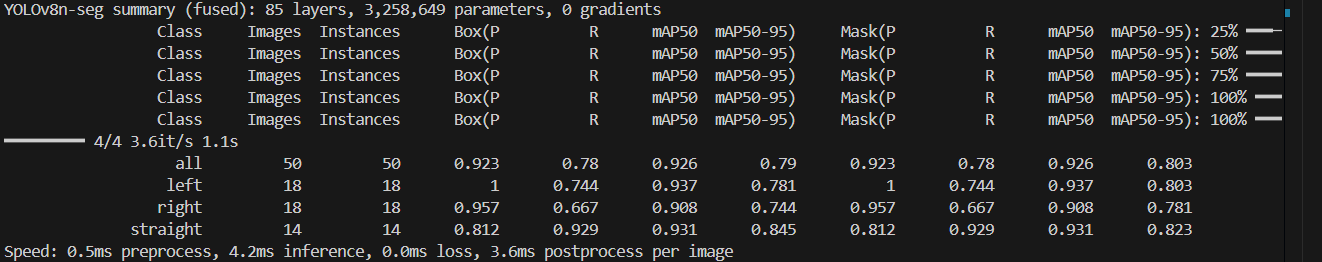 YOLOv8n-seg summary (fused): 85 layers, 3,258,649 parameters, 0 gradients
Class Images Instances Box(P R mAP50 mAP50-95) Mask(P R mAP50 mAP50-95): 25% ━━━─
Class Images Instances Box(P R mAP50 mAP50-95) Mask(P R mAP50 mAP50-95): 50% ━━━━
Class Images Instances Box(P R mAP50 mAP50-95) Mask(P R mAP50 mAP50-95): 75% ━━━━
Class Images Instances Box(P R mAP50 mAP50-95) Mask(P R mAP50 mAP50-95): 100% ━━━
Class Images Instances Box(P R mAP50 mAP50-95) Mask(P R mAP50 mAP50-95): 100% ━━━
━━━━━━━━━ 4/4 3.6it/s 1.1s
all 50 50 0.923 0.78 0.926 0.79 0.923 0.78 0.926 0.803
left 18 18 1 0.744 0.937 0.781 1 0.744 0.937 0.803
right 18 18 0.957 0.667 0.908 0.744 0.957 0.667 0.908 0.781
straight 14 14 0.812 0.929 0.931 0.845 0.812 0.929 0.931 0.823
Speed: 0.5ms preprocess, 4.2ms inference, 0.0ms loss, 3.6ms postprocess per image